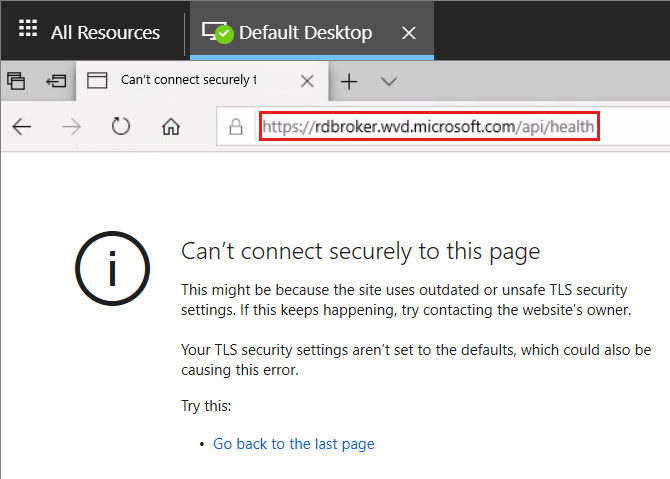 All Resources
Default Desktop
Can't connect securely t
https://rdbroker.wvd.microsoft.com/api/health
Can't connect securely to this page
This might be because the site uses outdated or unsafe TLS security
settings. If this keeps happening, try contacting the website's owner.
Your TLS security settings aren't set to the defaults, which could also be
causing this error.
Try this:
• Go back to the last page